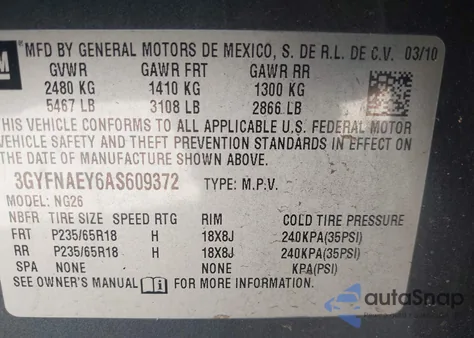 GM
MFD BY GENERAL MOTORS DE MEXICO, S. DE R.L. DE C.V. 03/10
GVWR GAWR FRT GAWR RR
2480 KG 1410 KG 1300 KG
5467 LB 3108 LB 2866 LB
THIS VEHICLE CONFORMS TO ALL APPLICABLE U.S. FEDERAL MOTOR
VEHICLE SAFETY AND THEFT PREVENTION STANDARDS IN EFFECT ON
THE DATE OF MANUFACTURE SHOWN ABOVE.
3GYFNAEY6AS609372 TYPE: M.P.V.
MODEL: NG26
NBFR TIRE SIZE SPEED RTG RIM COLD TIRE PRESSURE
FRT P235/65R18 H 18X8J 240KPA(35PSI)
RR P235/65R18 H 18X8J 240KPA(35PSI)
SPA NONE NONE KPA(PSI)
SEE OWNER'S MANUAL FOR MORE INFORMATION.
autoSnap